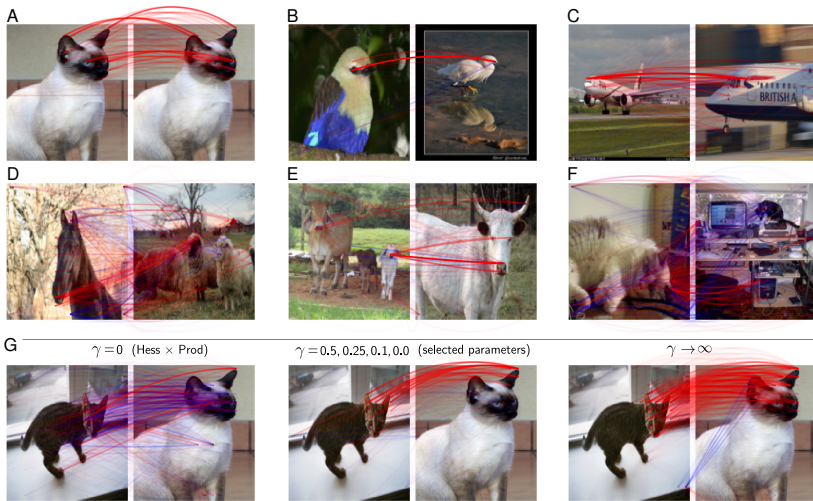 A
B
C
BRITISH A
D
E
F
G
γ = 0 (Hess × Prod)
γ = 0.5, 0.25, 0.1, 0.0 (selected parameters)
γ → ∞